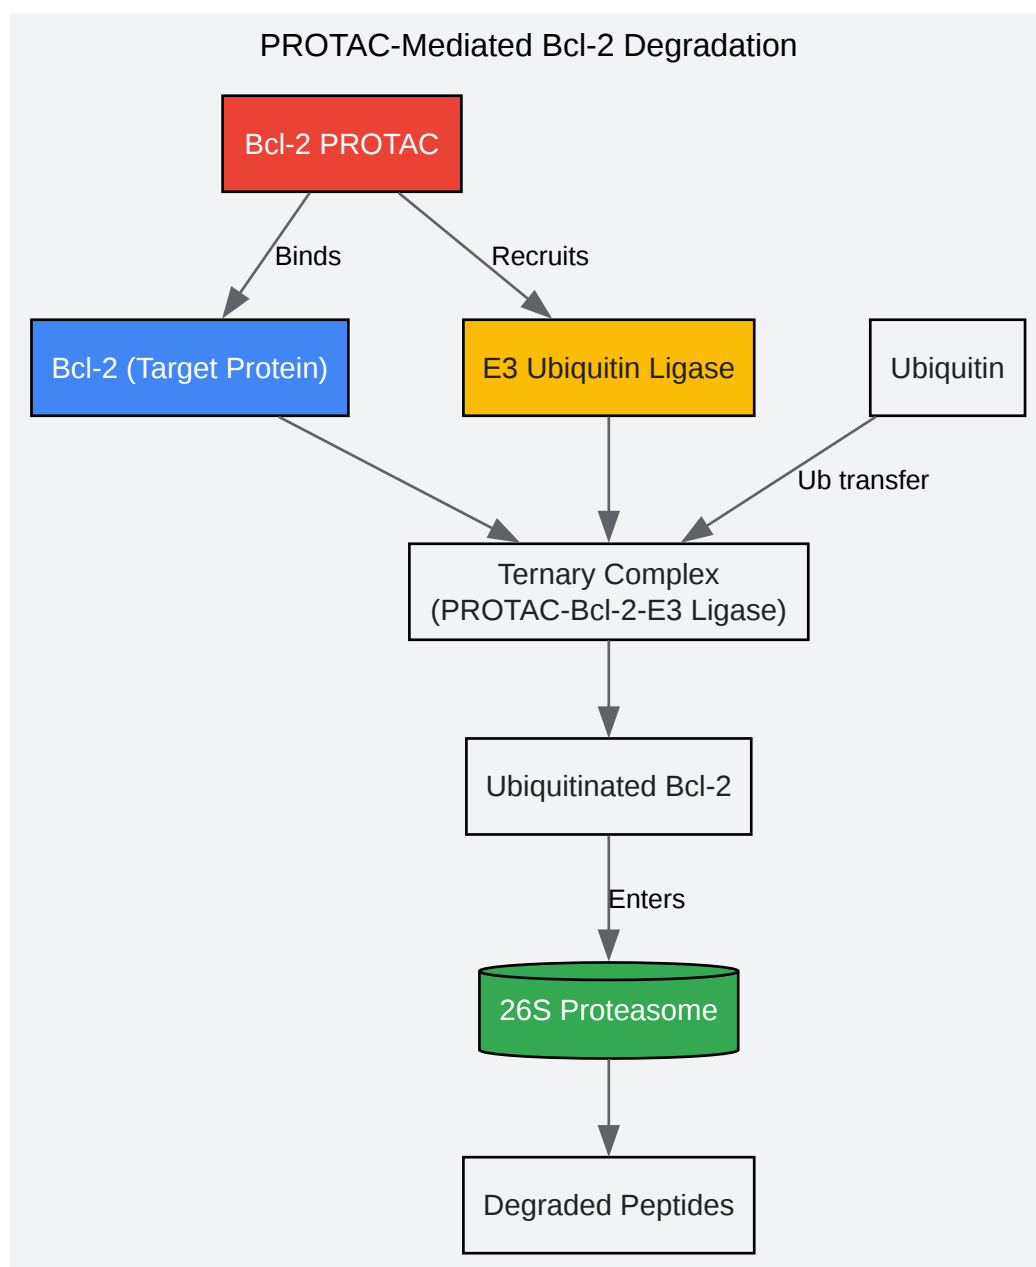 PROTAC-Mediated Bcl-2 Degradation
Bcl-2 PROTAC
Binds
Recruits
Bcl-2 (Target Protein)
E3 Ubiquitin Ligase
Ubiquitin
Ub transfer
Ternary Complex
(PROTAC-Bcl-2-E3 Ligase)
Ubiquitinated Bcl-2
Enters
26S Proteasome
Degraded Peptides